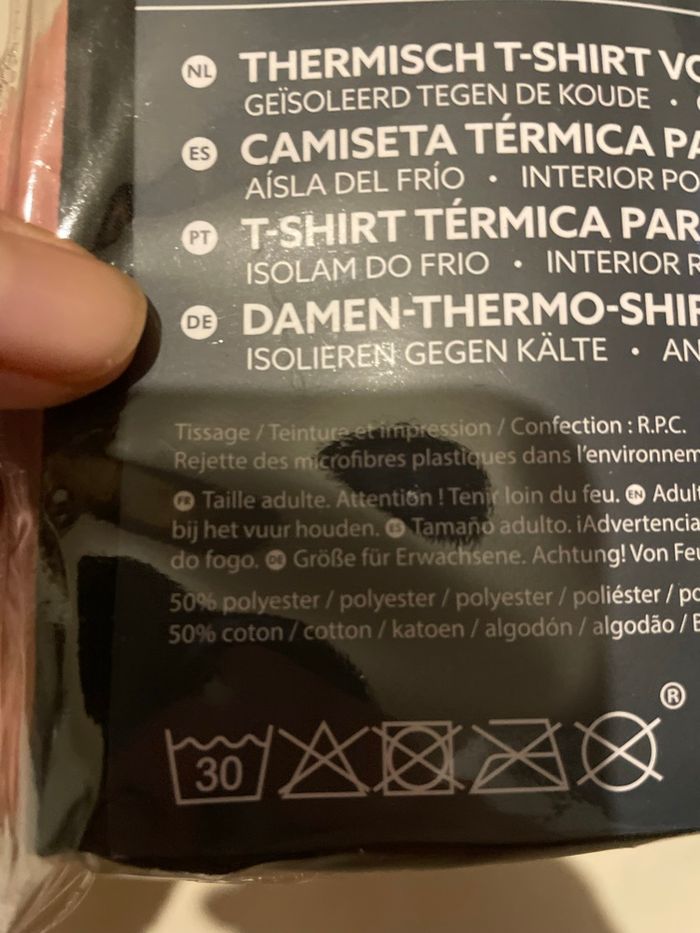 NL THERMISCH T-SHIRT VO
GEÏSOLEERD TEGEN DE KOUDE •
ES CAMISETA TÉRMICA PA
AÍSLA DEL FRÍO • INTERIOR PO
PT T-SHIRT TÉRMICA PAR
ISOLAM DO FRIO • INTERIOR R
DE DAMEN-THERMO-SHIR
ISOLIEREN GEGEN KÄLTE • AN
Tissage / Teinture et impression / Confection : R.P.C.
Rejette des microfibres plastiques dans l'environnem
FR Taille adulte. Attention ! Tenir loin du feu. EN Adult
bij het vuur houden. ES Tamaño adulto. ¡Advertencia
do fogo. DE Größe für Erwachsene. Achtung! Von Feu
50% polyester / polyester / polyester / poliéster / po
50% coton / cotton / katoen / algodón / algodão / B
®
30